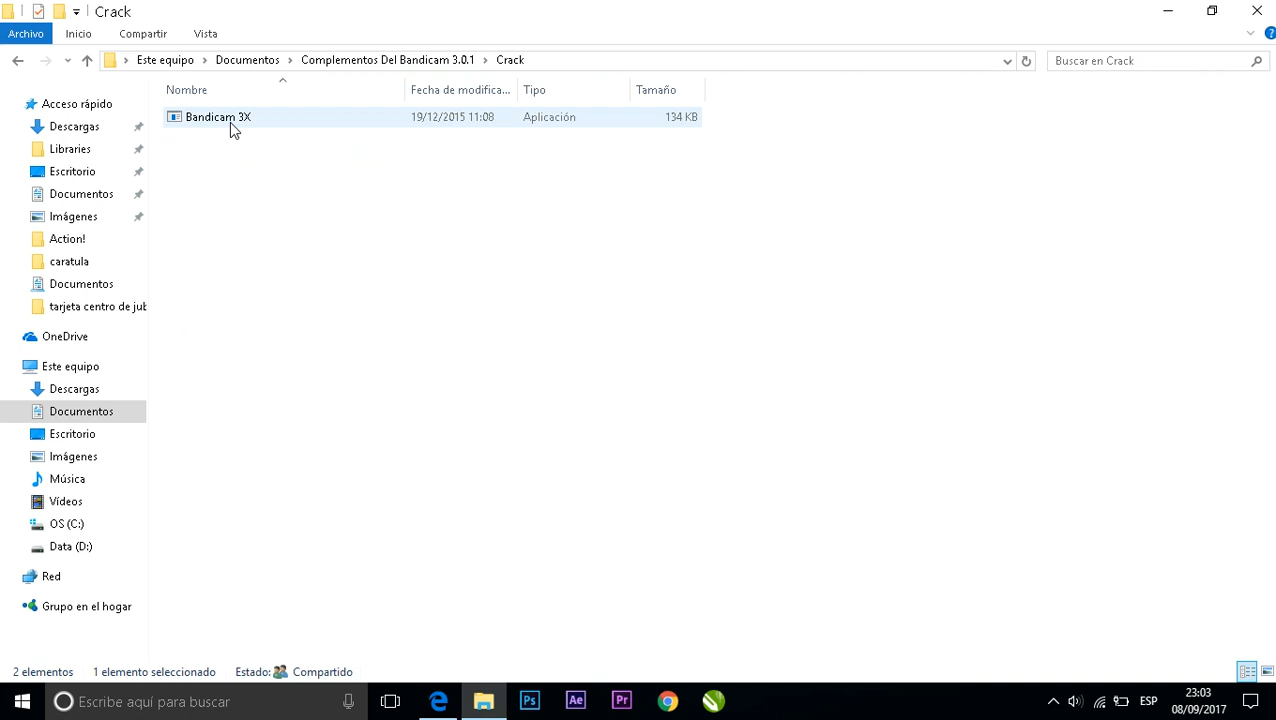 Crack
Archivo Inicio Compartir Vista
Este equipo Documentos Complementos Del Bandicam 3.0.1 Crack
Buscar en Crack
Nombre Fecha de modifica... Tipo Tamaño
Bandicam 3X 19/12/2015 11:08 Aplicación 134 KB
Acceso rápido
Descargas
Libraries
Escritorio
Documentos
Imágenes
Action!
caratula
Documentos
tarjeta centro de jub
OneDrive
Este equipo
Descargas
Documentos
Escritorio
Imágenes
Música
Vídeos
OS (C:)
Data (D:)
Red
Grupo en el hogar
2 elementos 1 elemento seleccionado Estado: Compartido
Escribe aquí para buscar
Ps Ae Pr
ESP
23:03
08/09/2017